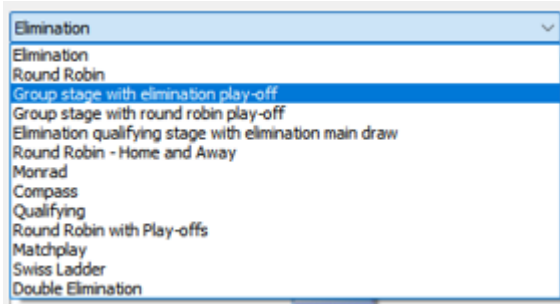 Elimination
Elimination
Round Robin
Group stage with elimination play-off
Group stage with round robin play-off
Elimination qualifying stage with elimination main draw
Round Robin - Home and Away
Monrad
Compass
Qualifying
Round Robin with Play-offs
Matchplay
Swiss Ladder
Double Elimination